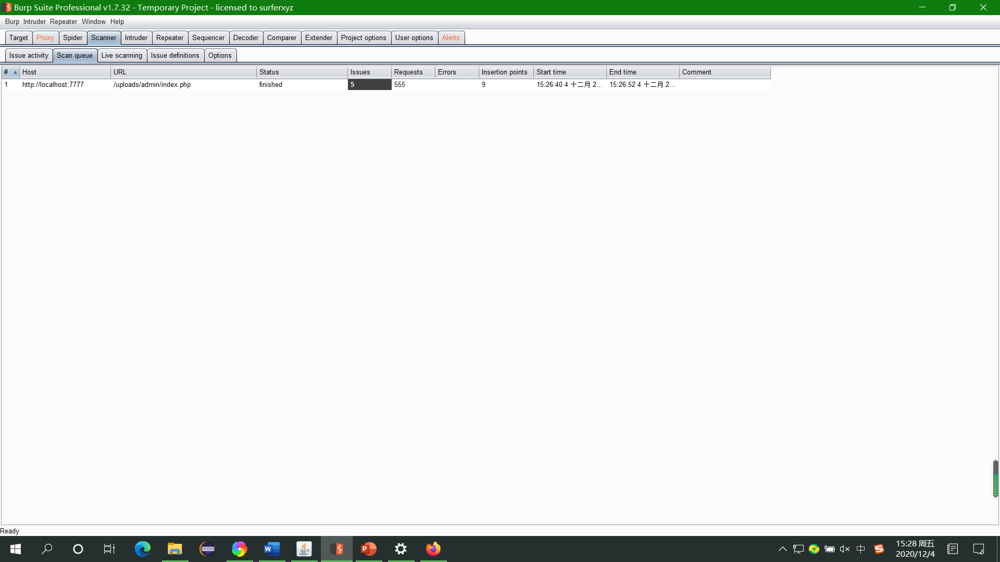 Burp Suite Professional v1.7.32 - Temporary Project - licensed to surferxyz
Burp Intruder Repeater Window Help
Target Proxy Spider Scanner Intruder Repeater Sequencer Decoder Comparer Extender Project options User options Alerts
Issue activity Scan queue Live scanning Issue definitions Options
# Host URL Status Issues Requests Errors Insertion points Start time End time Comment
1 http://localhost:7777 /uploads/admin/index.php finished 5 555 9 15:26:40 4 十二月 2... 15:26:52 4 十二月 2...
Ready
W P 中 S 15:28 周五
2020/12/4